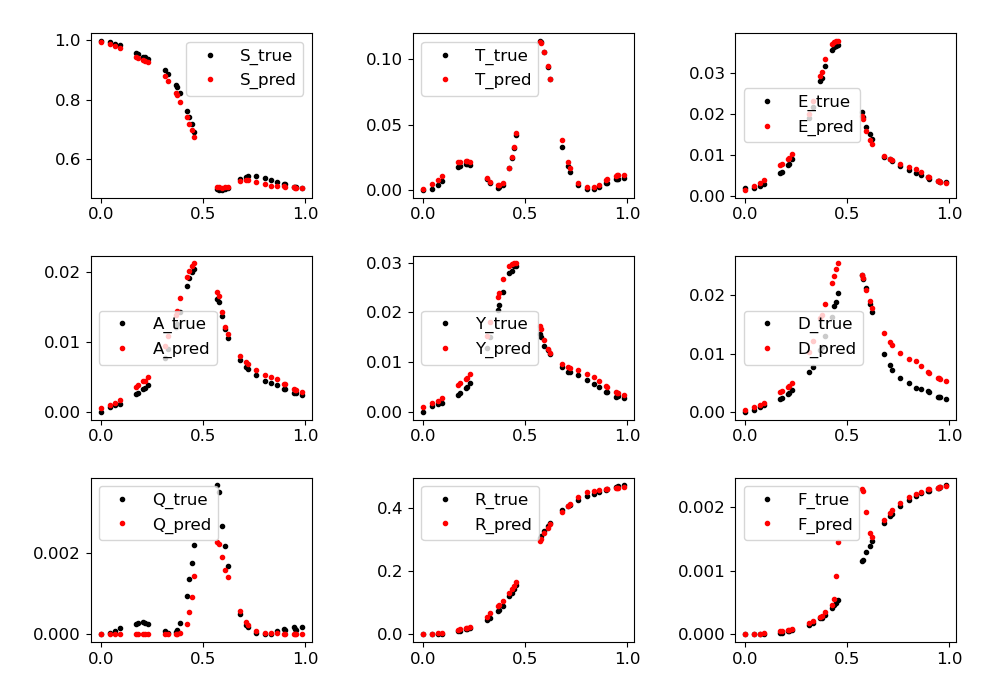 1.0
0.8
0.6
0.0 0.5 1.0
S_true
S_pred
0.10
0.05
0.00
0.0 0.5 1.0
T_true
T_pred
0.03
0.02
0.01
0.00
0.0 0.5 1.0
E_true
E_pred
0.02
0.01
0.00
0.0 0.5 1.0
A_true
A_pred
0.03
0.02
0.01
0.00
0.0 0.5 1.0
Y_true
Y_pred
0.02
0.01
0.00
0.0 0.5 1.0
D_true
D_pred
0.002
0.000
0.0 0.5 1.0
Q_true
Q_pred
0.4
0.2
0.0
0.0 0.5 1.0
R_true
R_pred
0.002
0.001
0.000
0.0 0.5 1.0
F_true
F_pred